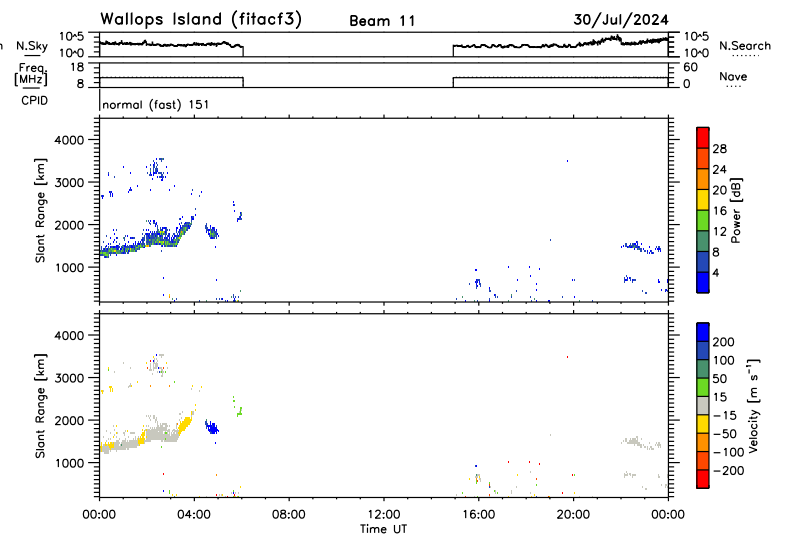 Wallops Island (fitacf3) Beam 11 30/Jul/2024
N.Sky 10^5 10^0 10^5 10^0 N.Search
Freq. [MHz] 18 8 60 0 Nave
CPID normal (fast) 151
Slant Range [km] 4000 3000 2000 1000
28 24 20 16 12 8 4 Power [dB]
Slant Range [km] 4000 3000 2000 1000
200 100 50 15 -15 -50 -100 -200 Velocity [m s⁻¹]
00:00 04:00 08:00 12:00 16:00 20:00 00:00
Time UT